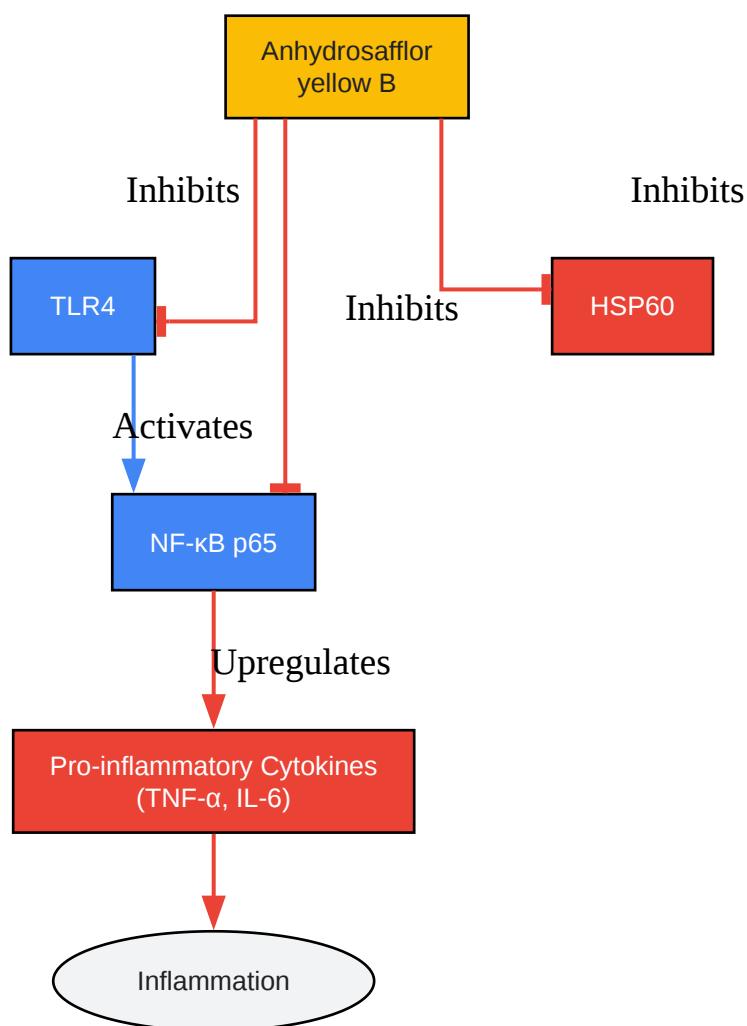 Anhydrosafflor
yellow B
Inhibits
Inhibits
TLR4
Inhibits
HSP60
Activates
NF-κB p65
Upregulates
Pro-inflammatory Cytokines
(TNF-α, IL-6)
Inflammation